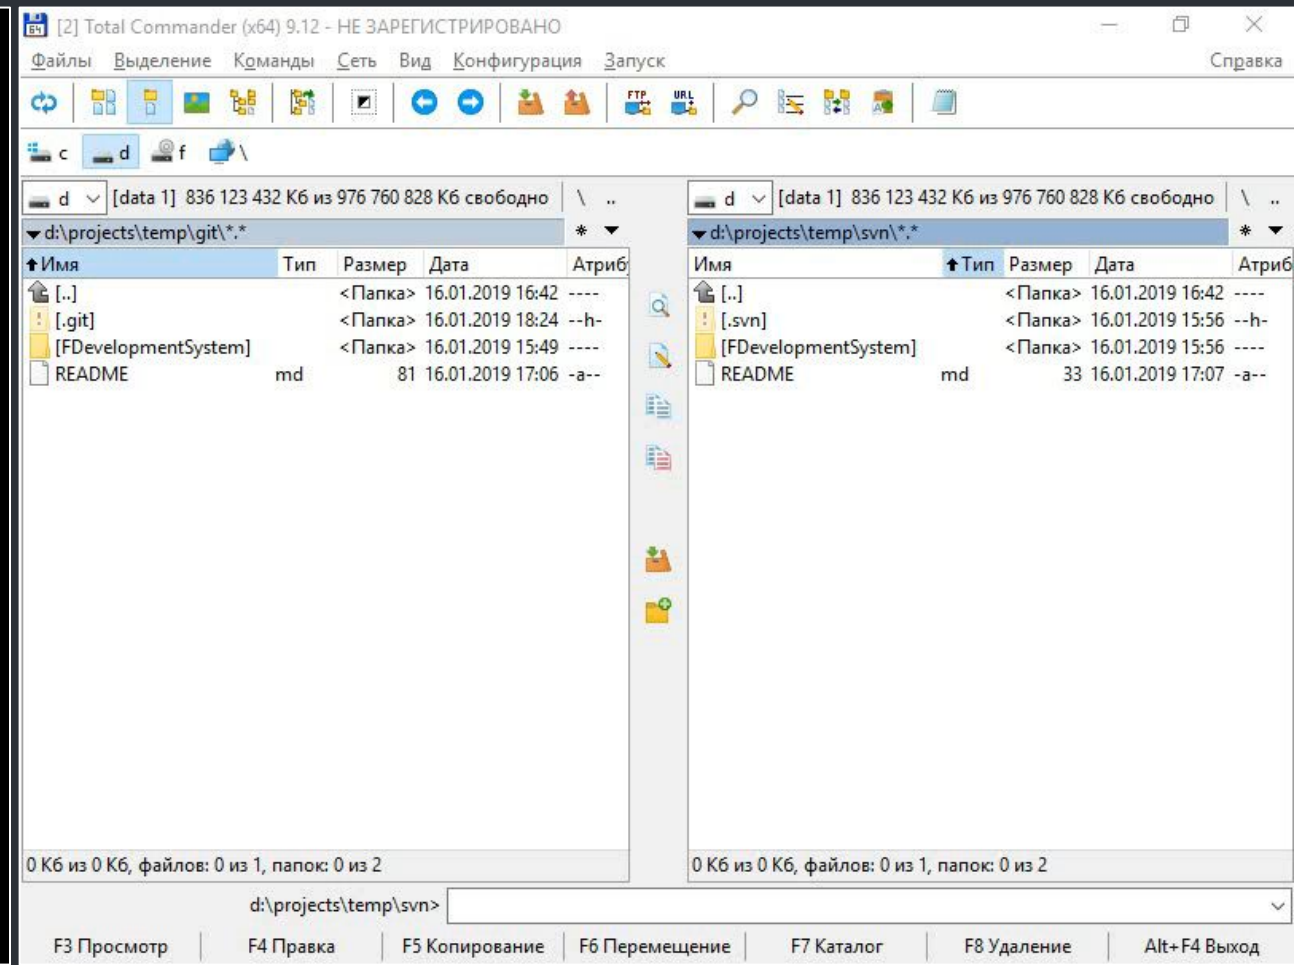 [2] Total Commander (x64) 9.12 - НЕ ЗАРЕГИСТРИРОВАНО
Файлы Выделение Команды Сеть Вид Конфигурация Запуск Справка
FTP URL
c d f \
d [data 1] 836 123 432 Кб из 976 760 828 Кб свободно \ ..
d:\projects\temp\git\*.* * ▼
Имя Тип Размер Дата Атриб
[..] <Папка> 16.01.2019 16:42 ----
[.git] <Папка> 16.01.2019 18:24 --h-
[FDevelopmentSystem] <Папка> 16.01.2019 15:49 ----
README md 81 16.01.2019 17:06 -a--
0 Кб из 0 Кб, файлов: 0 из 1, папок: 0 из 2
d [data 1] 836 123 432 Кб из 976 760 828 Кб свободно \ ..
d:\projects\temp\svn\*.* * ▼
Имя Тип Размер Дата Атриб
[..] <Папка> 16.01.2019 16:42 ----
[.svn] <Папка> 16.01.2019 15:56 --h-
[FDevelopmentSystem] <Папка> 16.01.2019 15:56 ----
README md 33 16.01.2019 17:07 -a--
0 Кб из 0 Кб, файлов: 0 из 1, папок: 0 из 2
d:\projects\temp\svn>
F3 Просмотр F4 Правка F5 Копирование F6 Перемещение F7 Каталог F8 Удаление Alt+F4 Выход